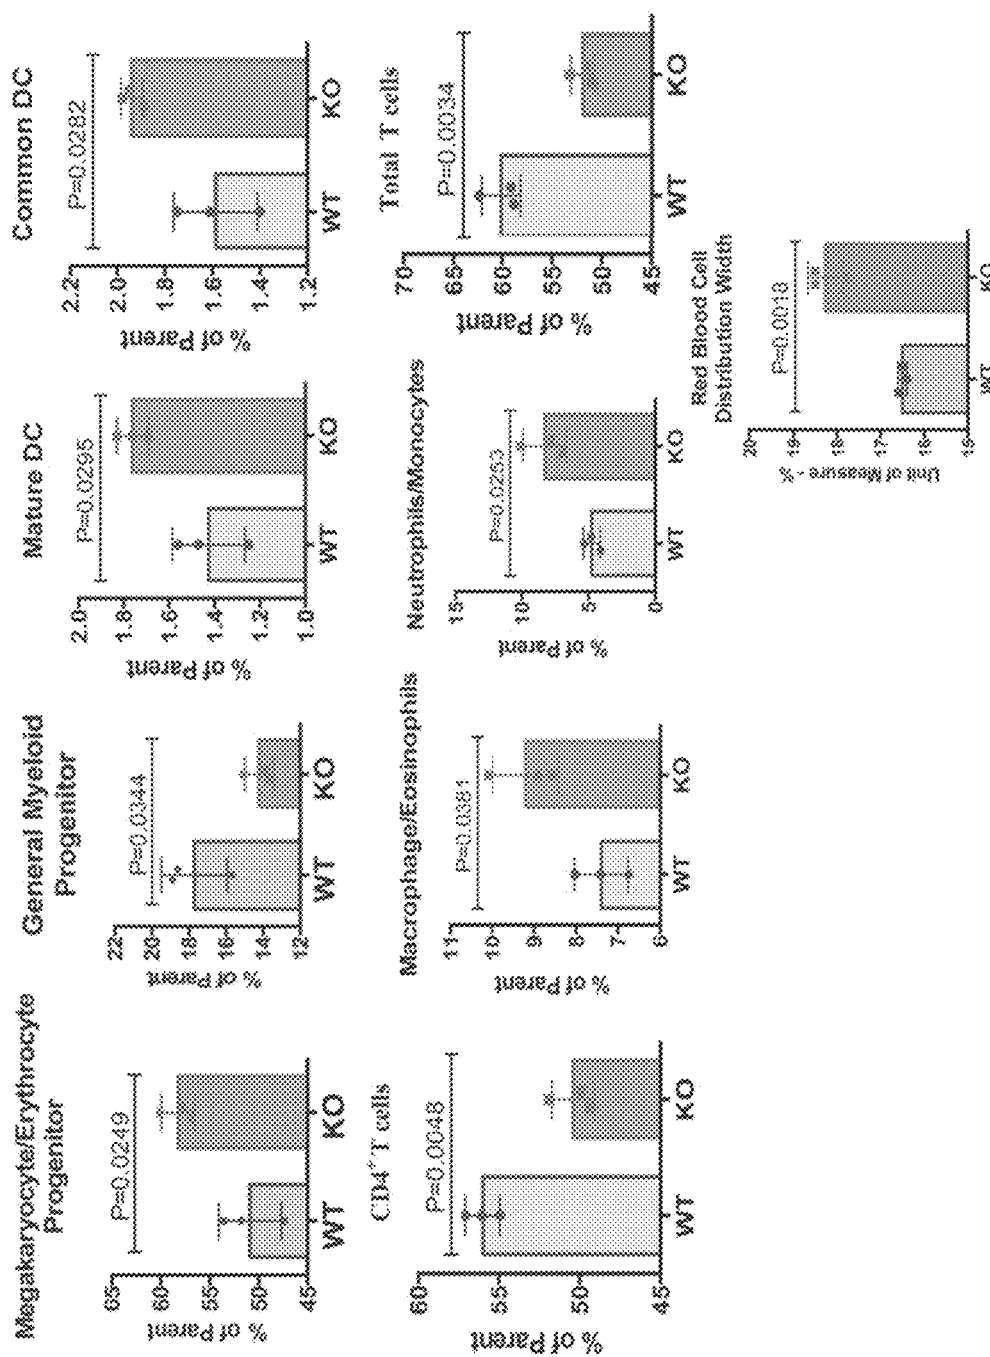 Megakaryocyte/Erythrocyte
Progenitor
P=0.0249
% of Parent
65
60
55
50
45
WT
KO
General Myeloid
Progenitor
P=0.0344
% of Parent
22
20
18
16
14
12
WT
KO
Mature DC
P=0.0295
% of Parent
2.0
1.8
1.6
1.4
1.2
1.0
WT
KO
Common DC
P=0.0282
% of Parent
2.2
2.0
1.8
1.6
1.4
1.2
WT
KO
CD4⁺ T cells
P=0.0048
% of Parent
60
55
50
45
WT
KO
Macrophage/Eosinophils
P=0.0381
% of Parent
11
10
9
8
7
6
WT
KO
Neutrophils/Monocytes
P=0.0253
% of Parent
15
10
5
0
WT
KO
Total T cells
P=0.0034
% of Parent
70
65
60
55
50
45
WT
KO
Red Blood Cell
Distribution Width
P=0.0018
Unit of Measure - %
20
19
18
17
16
15
WT
KO